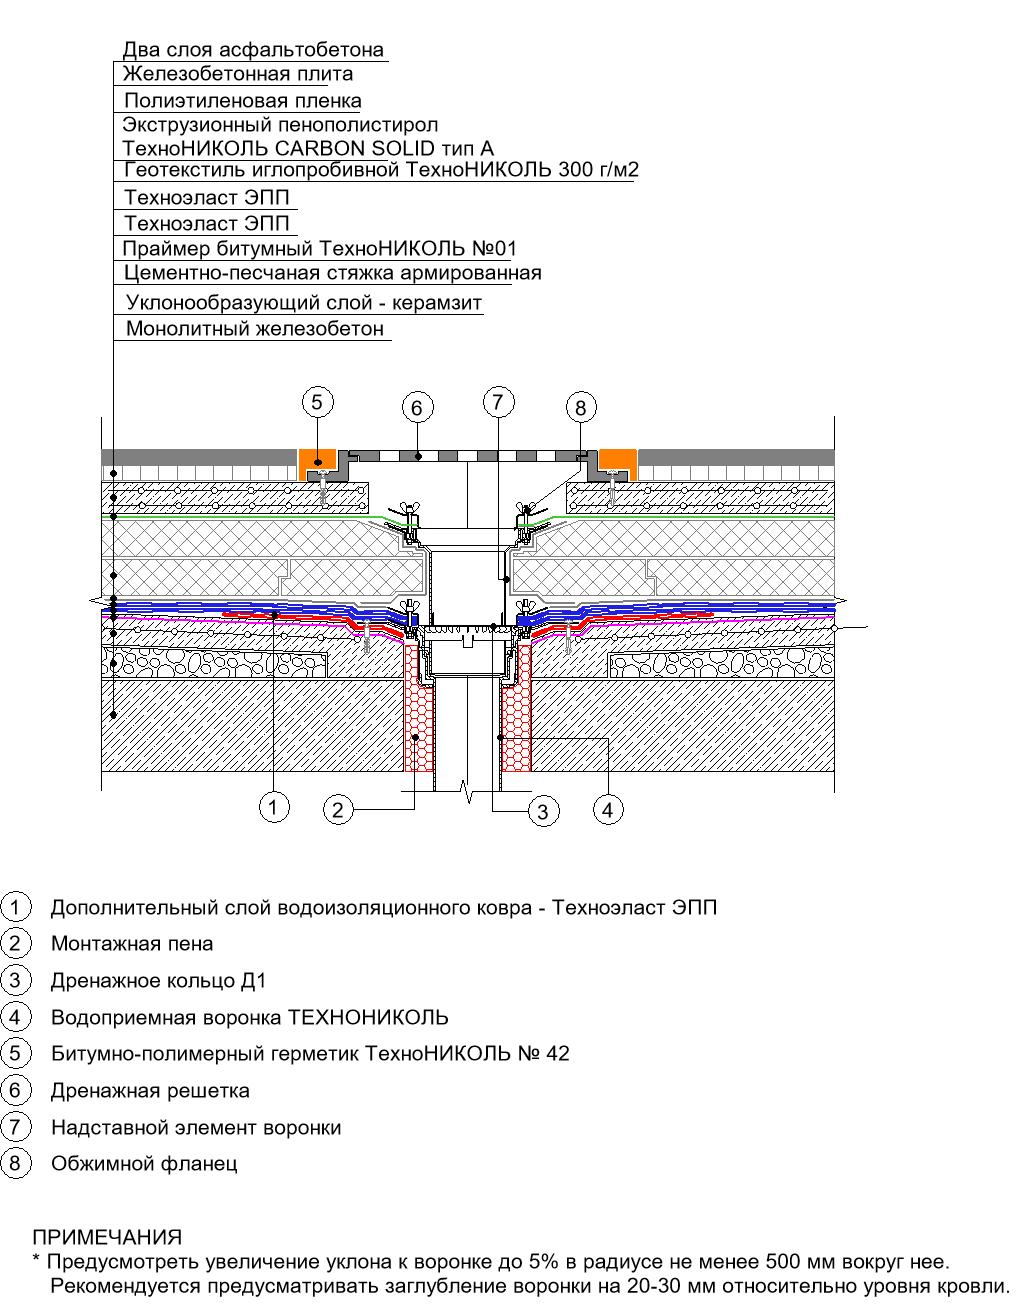 Два слоя асфальтобетона
Железобетонная плита
Полиэтиленовая пленка
Экструзионный пенополистирол
ТехноНИКОЛЬ CARBON SOLID тип А
Геотекстиль иглопробивной ТехноНИКОЛЬ 300 г/м2
Техноэласт ЭПП
Техноэласт ЭПП
Праймер битумный ТехноНИКОЛЬ №01
Цементно-песчаная стяжка армированная
Уклонообразующий слой - керамзит
Монолитный железобетон
5 6 7 8
1 2 3 4
1 Дополнительный слой водоизоляционного ковра - Техноэласт ЭПП
2 Монтажная пена
3 Дренажное кольцо Д1
4 Водоприемная воронка ТЕХНОНИКОЛЬ
5 Битумно-полимерный герметик ТехноНИКОЛЬ № 42
6 Дренажная решетка
7 Надставной элемент воронки
8 Обжимной фланец
ПРИМЕЧАНИЯ
* Предусмотреть увеличение уклона к воронке до 5% в радиусе не менее 500 мм вокруг нее.
Рекомендуется предусматривать заглубление воронки на 20-30 мм относительно уровня кровли.